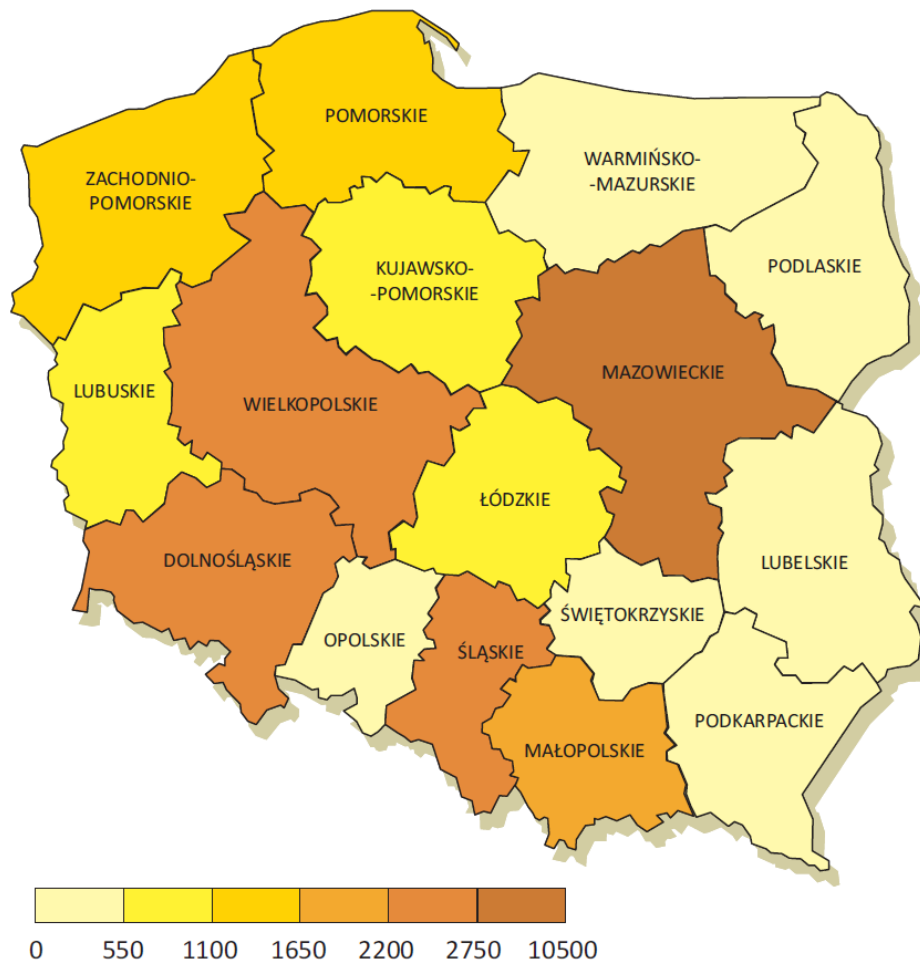 POMORSKIE
ZACHODNIO-
POMORSKIE
WARMIŃSKO-
-MAZURSKIE
PODLASKIE
KUJAWSKO-
-POMORSKIE
LUBUSKIE
WIELKOPOLSKIE
MAZOWIECKIE
ŁÓDZKIE
DOLNOŚLĄSKIE
LUBELSKIE
OPOLSKIE
ŚLĄSKIE
ŚWIĘTOKRZYSKIE
MAŁOPOLSKIE
PODKARPACKIE
0 550 1100 1650 2200 2750 10500